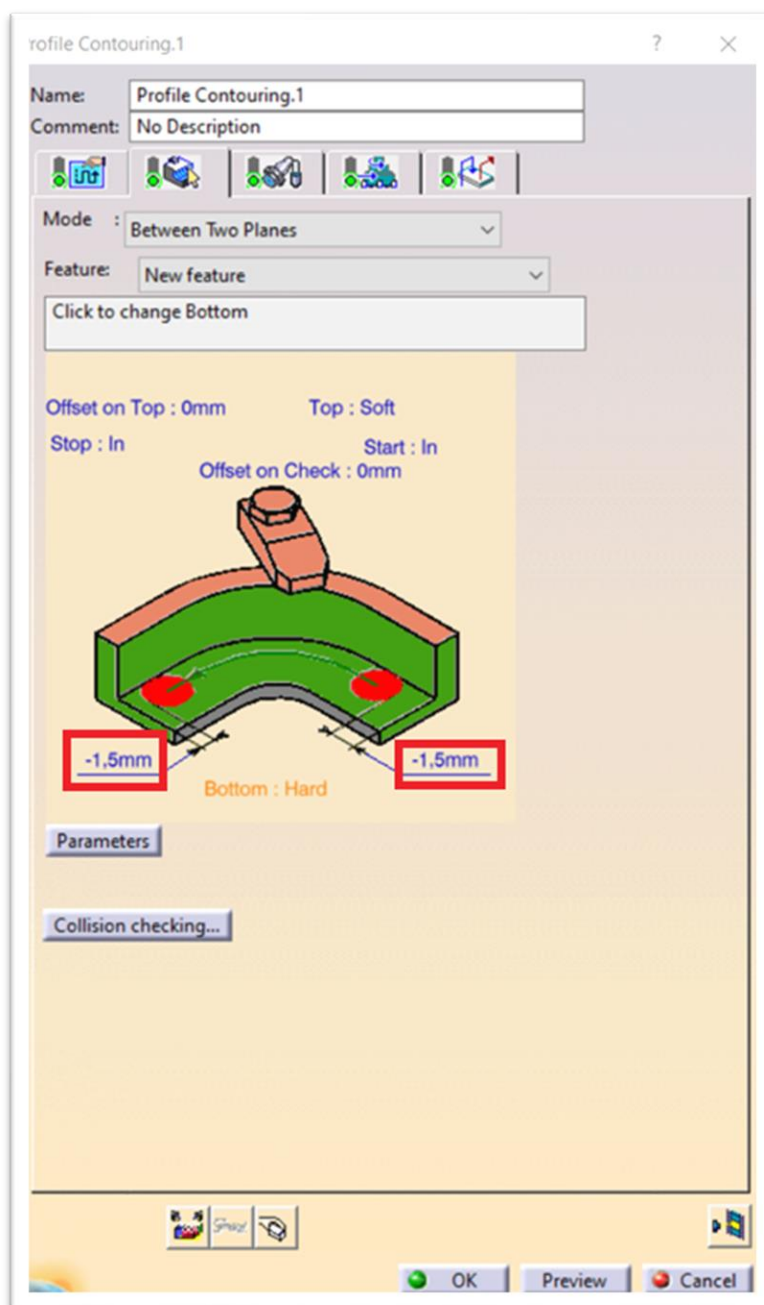 rofile Contouring.1 ? ×
Name: Profile Contouring.1
Comment: No Description
Mode : Between Two Planes
Feature: New feature
Click to change Bottom
Offset on Top : 0mm Top : Soft
Stop : In Start : In
Offset on Check : 0mm
-1,5mm -1,5mm
Bottom : Hard
Parameters
Collision checking...
OK Preview Cancel